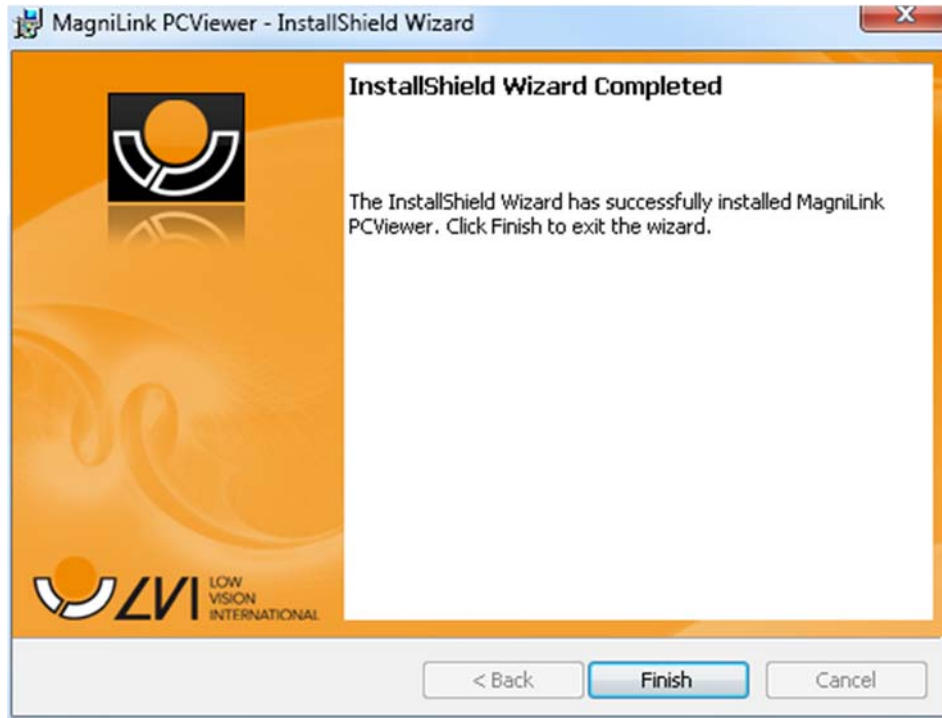 MagniLink PCViewer - InstallShield Wizard
InstallShield Wizard Completed
The InstallShield Wizard has successfully installed MagniLink
PCViewer. Click Finish to exit the wizard.
LVI
LOW
VISION
INTERNATIONAL
< Back
Finish
Cancel